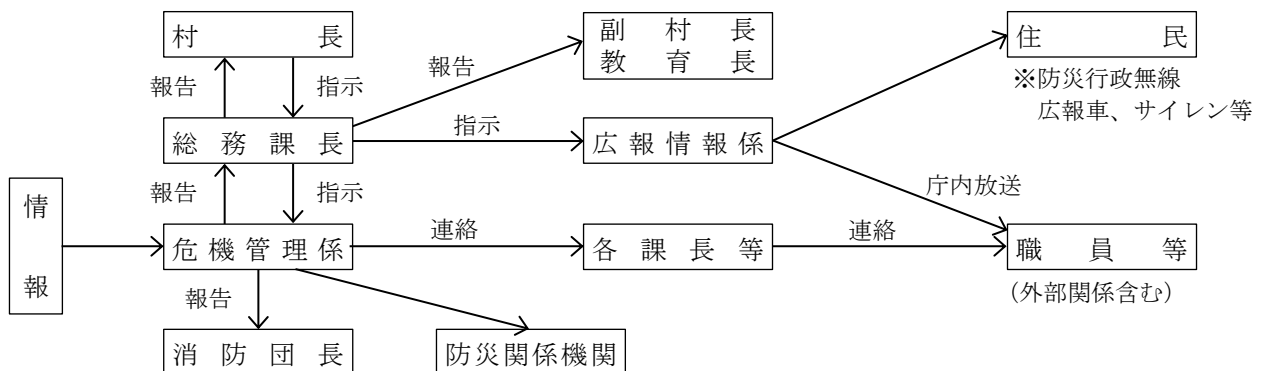 村長
副村長
教育長
住民
報告
指示
報告
※防災行政無線
広報車、サイレン等
総務課長
指示
広報情報係
報告
指示
庁内放送
情報
危機管理係
連絡
各課長等
連絡
職員等
(外部関係含む)
報告
消防団長
防災関係機関